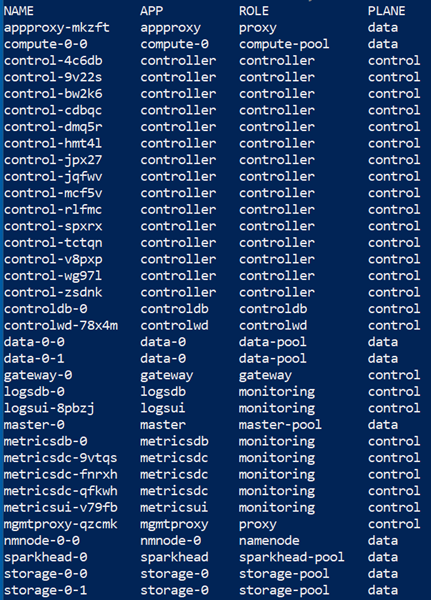 NAME APP ROLE PLANE
appproxy-mkzft appproxy proxy data
compute-0-0 compute-0 compute-pool data
control-4c6db controller controller control
control-9v22s controller controller control
control-bw2k6 controller controller control
control-cdbqc controller controller control
control-dmq5r controller controller control
control-hmt4l controller controller control
control-jpx27 controller controller control
control-jqfwv controller controller control
control-mcf5v controller controller control
control-rlfmc controller controller control
control-spxrx controller controller control
control-tctqn controller controller control
control-v8pxp controller controller control
control-wg97l controller controller control
control-zsdnk controller controller control
controldb-0 controldb controldb control
controlwd-78x4m controlwd controlwd control
data-0-0 data-0 data-pool data
data-0-1 data-0 data-pool data
gateway-0 gateway gateway control
logsdb-0 logsdb monitoring control
logsui-8pbzj logsui monitoring control
master-0 master master-pool data
metricsdb-0 metricsdb monitoring control
metricsdc-9vtqs metricsdc monitoring control
metricsdc-fnrxh metricsdc monitoring control
metricsdc-qfkwh metricsdc monitoring control
metricsui-v79fb metricsui monitoring control
mgmtproxy-qzcmk mgmtproxy proxy control
nmnode-0-0 nmnode-0 namenode data
sparkhead-0 sparkhead sparkhead-pool data
storage-0-0 storage-0 storage-pool data
storage-0-1 storage-0 storage-pool data